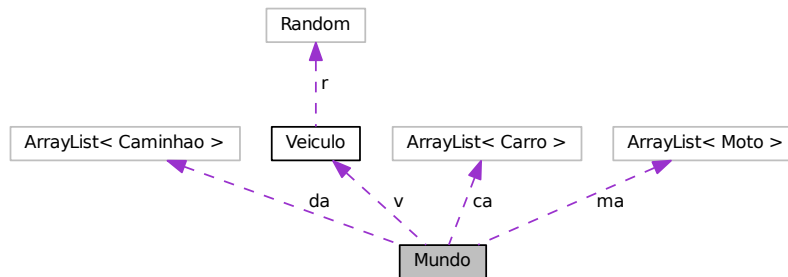 Random
r
ArrayList< Caminhao >
Veiculo
ArrayList< Carro >
ArrayList< Moto >
da
v
ca
ma
Mundo